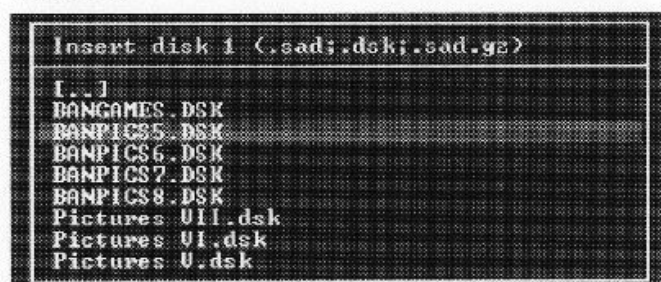 Insert disk 1 (.sad;.dsk;.sad.gz)
[..]
BANGAMES.DSK
BANPICS5.DSK
BANPICS6.DSK
BANPICS7.DSK
BANPICS8.DSK
Pictures VII.dsk
Pictures VI.dsk
Pictures V.dsk